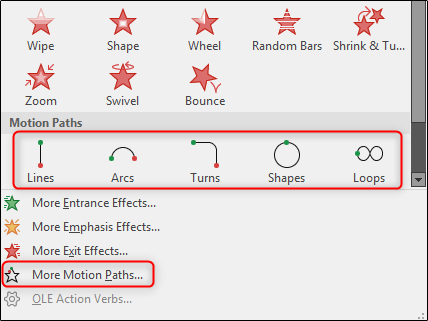 Wipe Shape Wheel Random Bars Shrink & Tu...
Zoom Swivel Bounce
Motion Paths
Lines Arcs Turns Shapes Loops
More Entrance Effects...
More Emphasis Effects...
More Exit Effects...
More Motion Paths...
OLE Action Verbs...